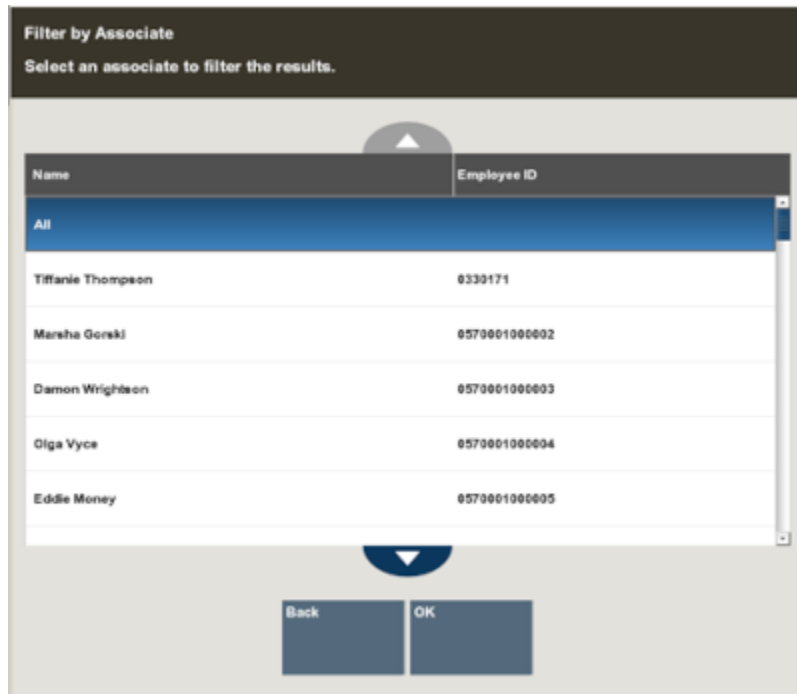 Filter by Associate
Select an associate to filter the results.
Name Employee ID
All
Tiffanie Thompson 0330171
Marsha Gorski 0570001000002
Damon Wrightson 0570001000003
Olga Vyce 0570001000004
Eddie Money 0570001000005
Back OK